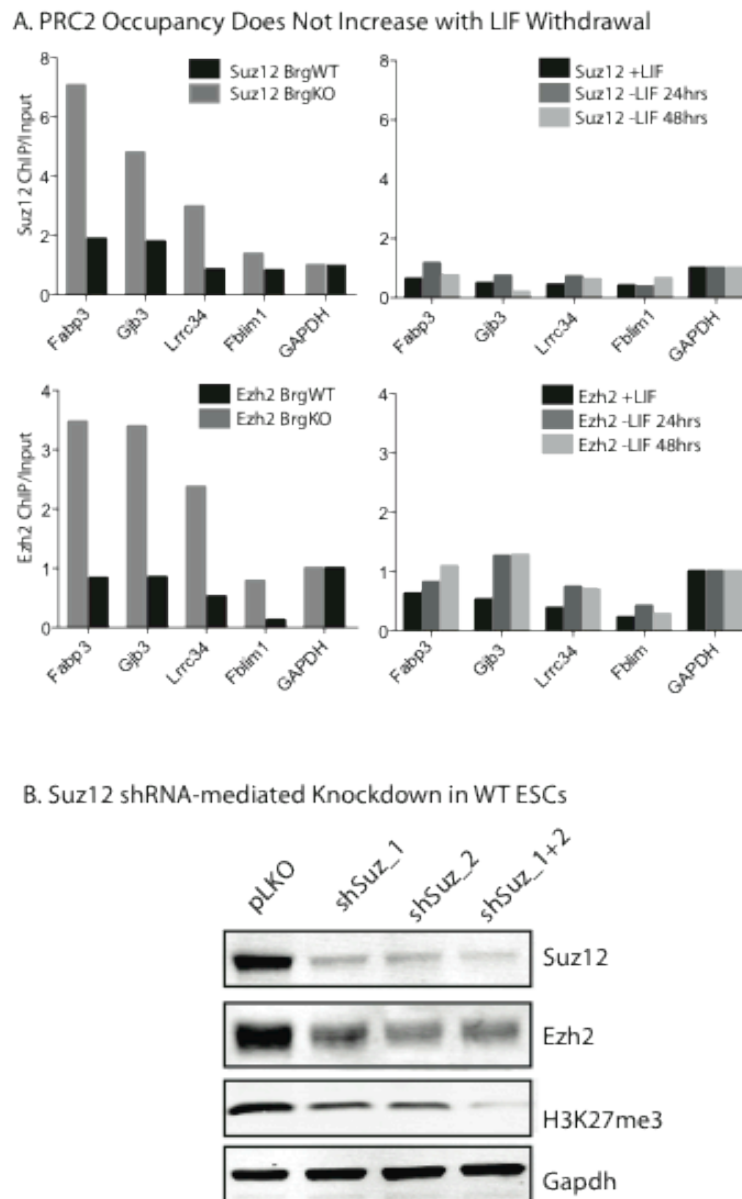 A. PRC2 Occupancy Does Not Increase with LIF Withdrawal
Suz12 ChIP/Input
8
6
4
2
0
Suz12 BrgWT
Suz12 BrgKO
Fabp3
Gjb3
Lrrc34
Fblim1
GAPDH
8
6
4
2
0
Suz12 +LIF
Suz12 -LIF 24hrs
Suz12 -LIF 48hrs
Fabp3
Gjb3
Lrrc34
Fblim1
GAPDH
Ezh2 ChIP/Input
4
3
2
1
0
Ezh2 BrgWT
Ezh2 BrgKO
Fabp3
Gjb3
Lrrc34
Fblim1
GAPDH
4
3
2
1
0
Ezh2 +LIF
Ezh2 -LIF 24hrs
Ezh2 -LIF 48hrs
Fabp3
Gjb3
Lrrc34
Fblim
GAPDH
B. Suz12 shRNA-mediated Knockdown in WT ESCs
pLKO
shSuz_1
shSuz_2
shSuz_1+2
Suz12
Ezh2
H3K27me3
Gapdh